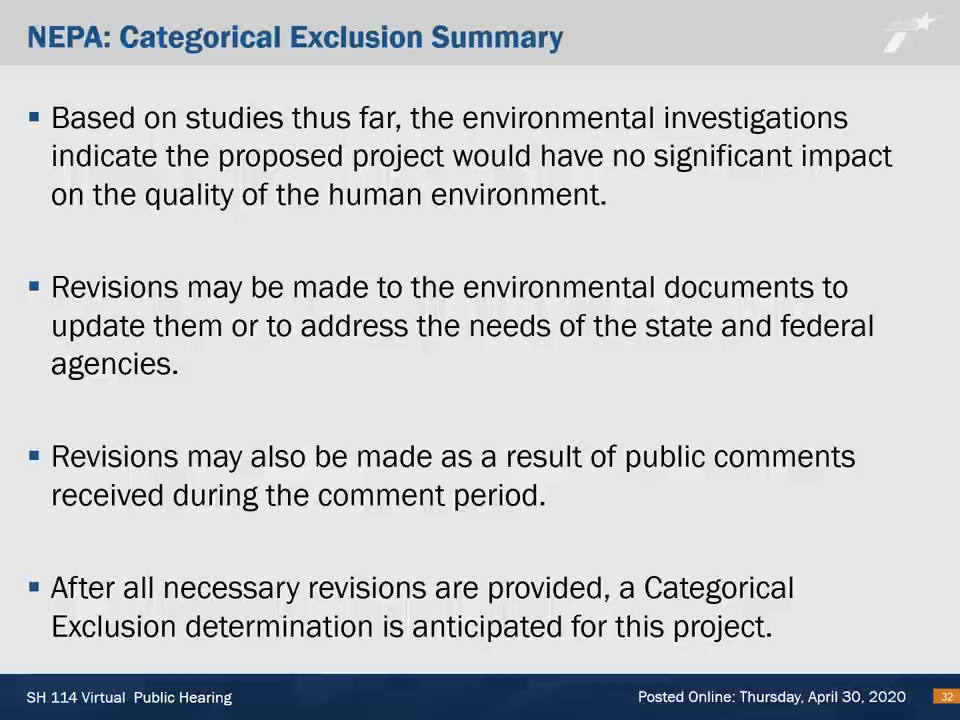 NEPA: Categorical Exclusion Summary
▪ Based on studies thus far, the environmental investigations
indicate the proposed project would have no significant impact
on the quality of the human environment.
▪ Revisions may be made to the environmental documents to
update them or to address the needs of the state and federal
agencies.
▪ Revisions may also be made as a result of public comments
received during the comment period.
▪ After all necessary revisions are provided, a Categorical
Exclusion determination is anticipated for this project.
SH 114 Virtual Public Hearing
Posted Online: Thursday, April 30, 2020
32